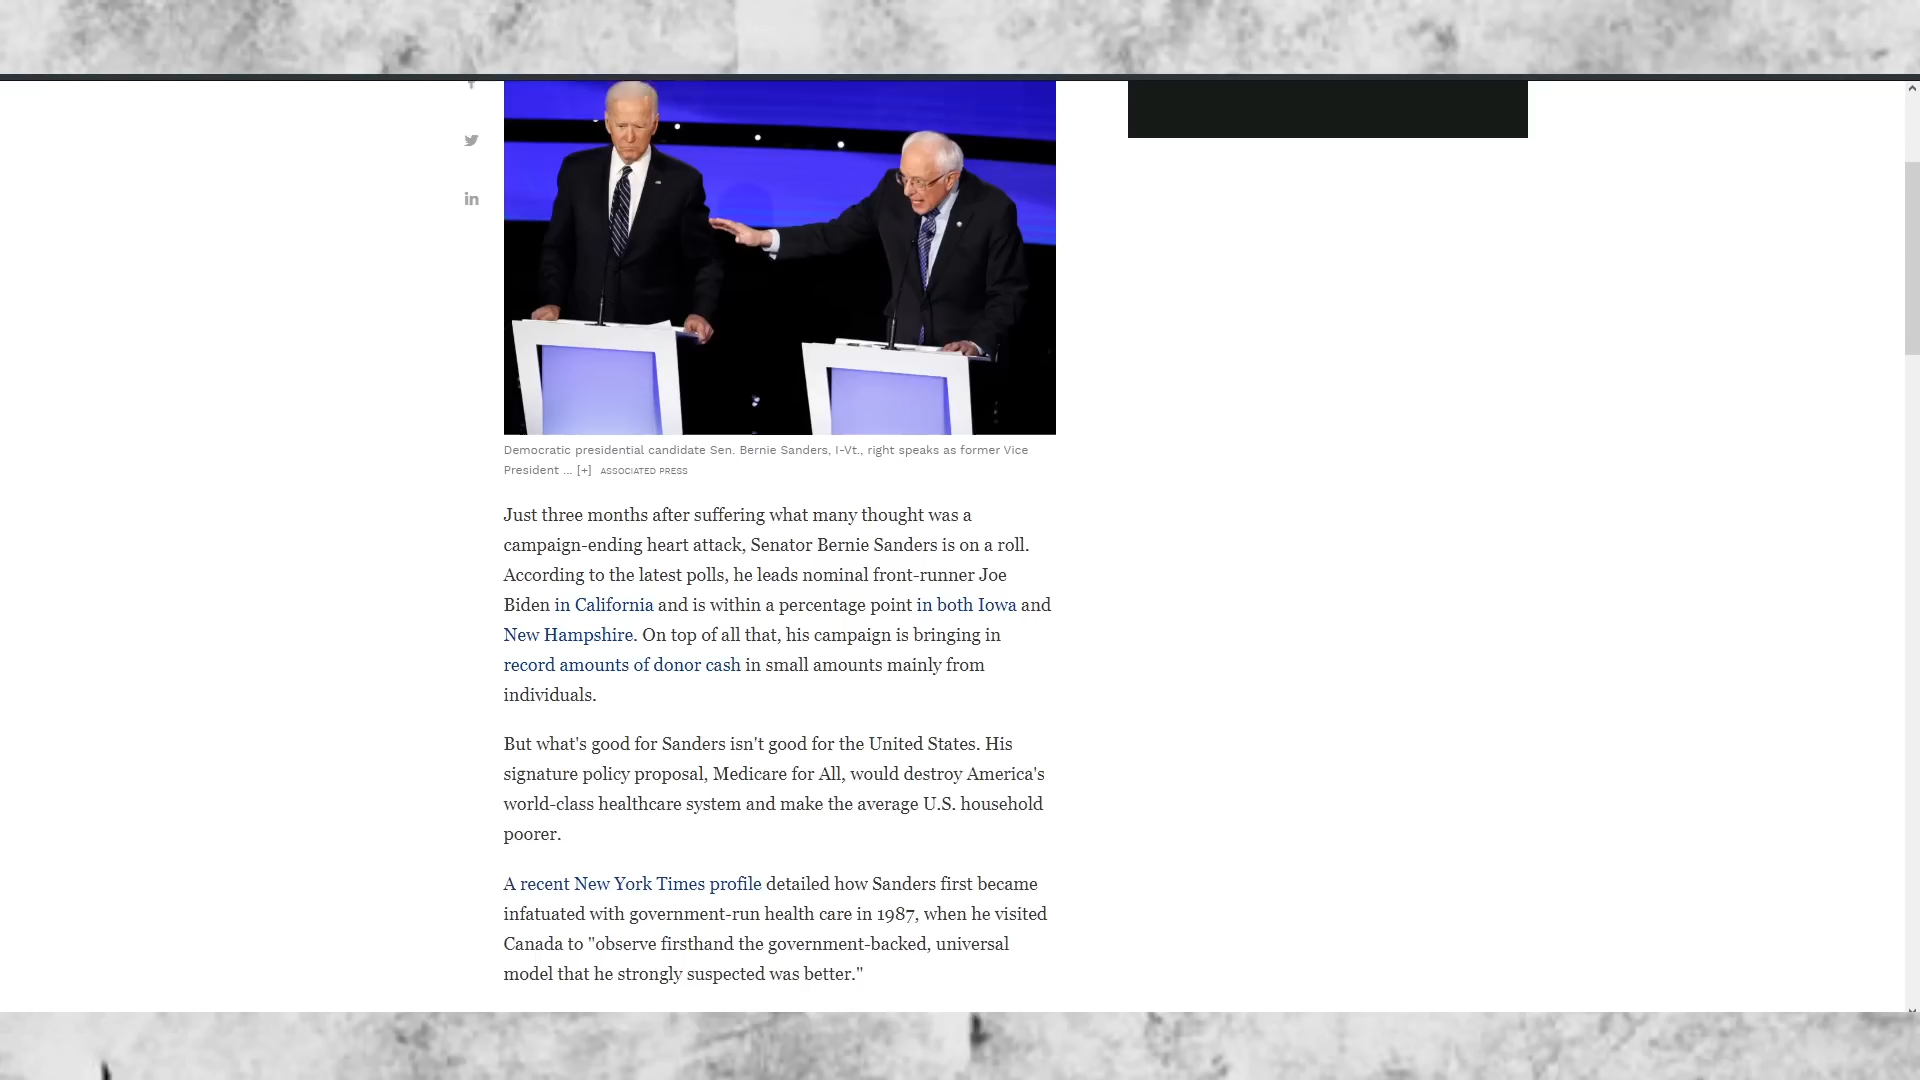 in
Democratic presidential candidate Sen. Bernie Sanders, I-Vt., right speaks as former Vice
President ... [+] ASSOCIATED PRESS
Just three months after suffering what many thought was a
campaign-ending heart attack, Senator Bernie Sanders is on a roll.
According to the latest polls, he leads nominal front-runner Joe
Biden in California and is within a percentage point in both Iowa and
New Hampshire. On top of all that, his campaign is bringing in
record amounts of donor cash in small amounts mainly from
individuals.
But what's good for Sanders isn't good for the United States. His
signature policy proposal, Medicare for All, would destroy America's
world-class healthcare system and make the average U.S. household
poorer.
A recent New York Times profile detailed how Sanders first became
infatuated with government-run health care in 1987, when he visited
Canada to "observe firsthand the government-backed, universal
model that he strongly suspected was better."